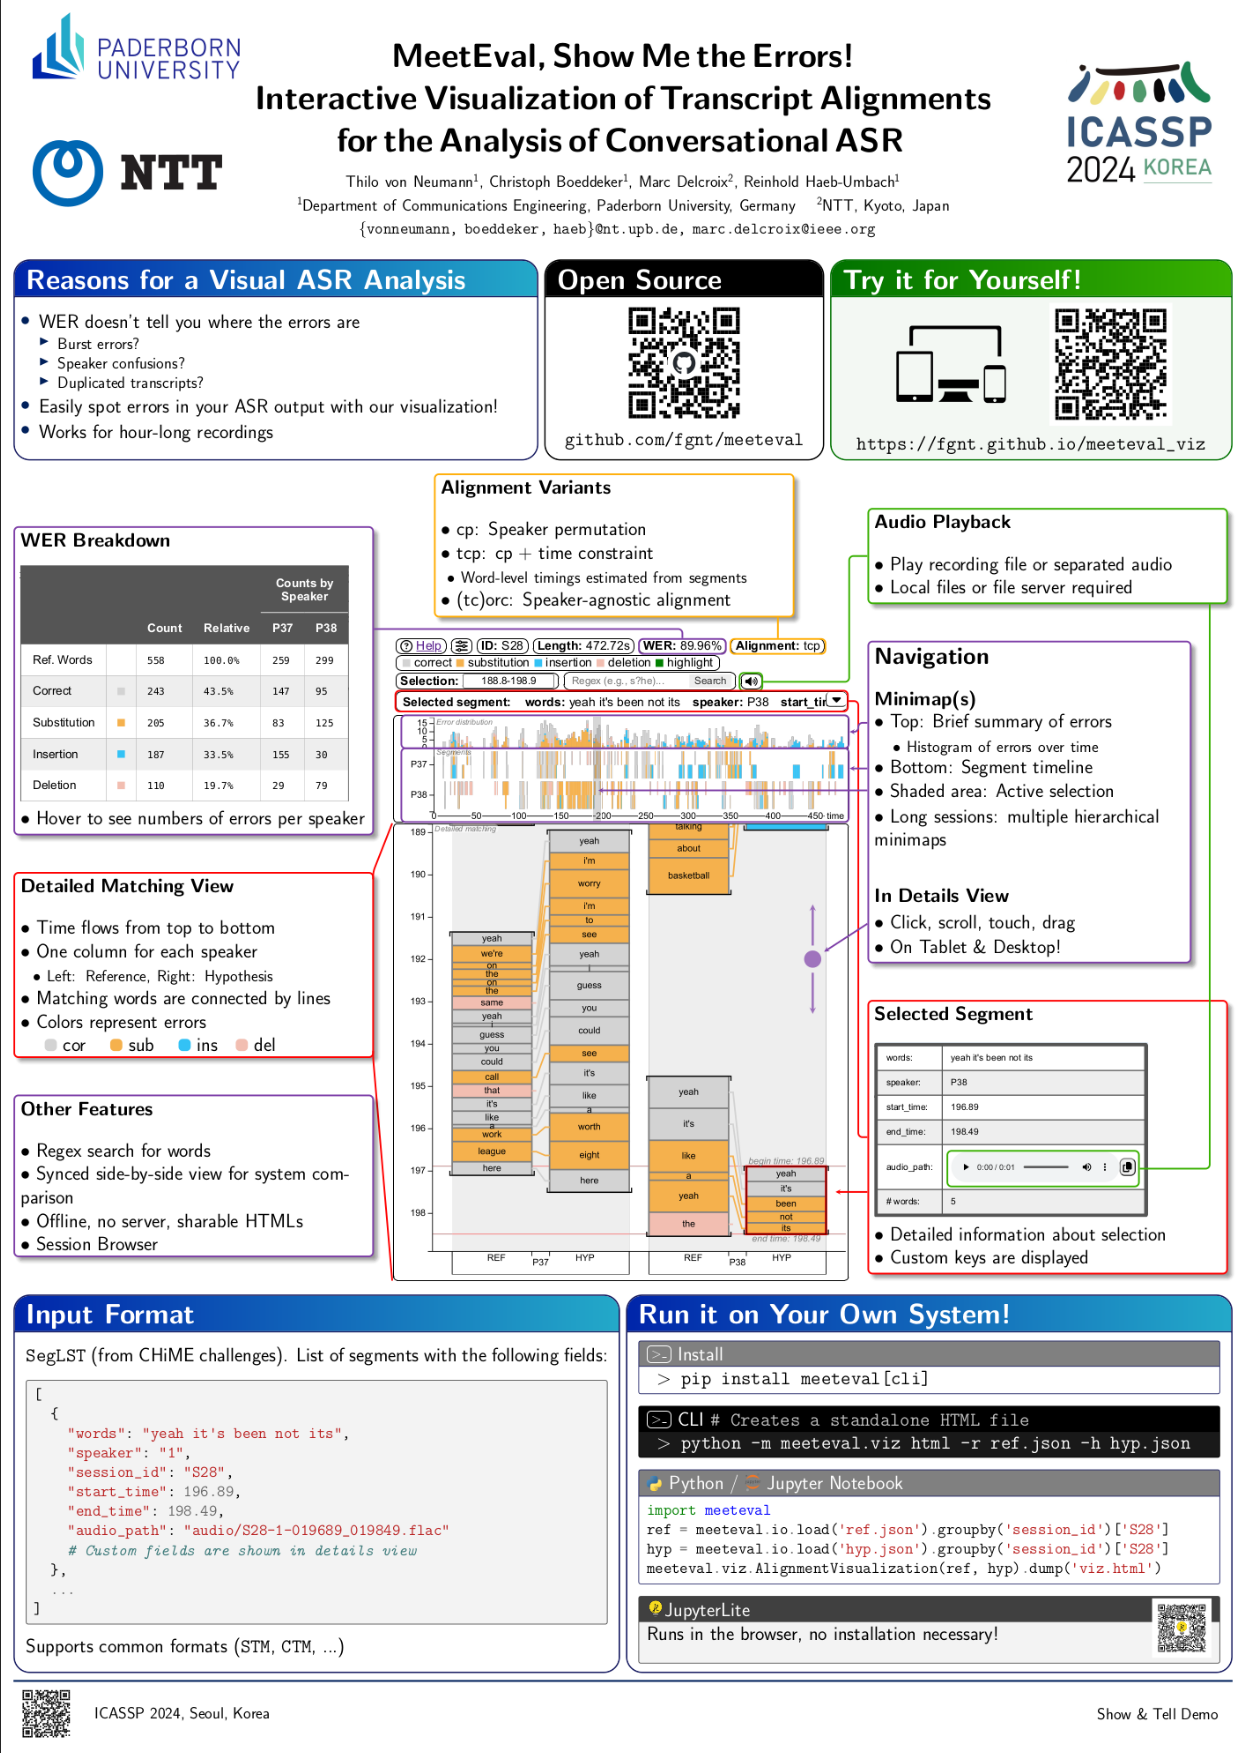 PADERBORN
UNIVERSITY
NTT
MeetEval, Show Me the Errors!
Interactive Visualization of Transcript Alignments
for the Analysis of Conversational ASR
Thilo von Neumann1, Christoph Boeddeker1, Marc Delcroix2, Reinhold Haeb-Umbach1
1Department of Communications Engineering, Paderborn University, Germany 2NTT, Kyoto, Japan
{vonneumann, boeddeker, haeb}@nt.upb.de, marc.delcroix@ieee.org
ICASSP
2024 KOREA
Reasons for a Visual ASR Analysis
• WER doesn't tell you where the errors are
▶ Burst errors?
▶ Speaker confusions?
▶ Duplicated transcripts?
• Easily spot errors in your ASR output with our visualization!
• Works for hour-long recordings
Open Source
github.com/fgnt/meeteval
Try it for Yourself!
https://fgnt.github.io/meeteval_viz
Alignment Variants
• cp: Speaker permutation
• tcp: cp + time constraint
• Word-level timings estimated from segments
• (tc)orc: Speaker-agnostic alignment
Audio Playback
• Play recording file or separated audio
• Local files or file server required
WER Breakdown
Counts by
Speaker
Count Relative P37 P38
Ref. Words 558 100.0% 259 299
Correct 243 43.5% 147 95
Substitution 205 36.7% 83 125
Insertion 187 33.5% 155 30
Deletion 110 19.7% 29 79
• Hover to see numbers of errors per speaker
Detailed Matching View
• Time flows from top to bottom
• One column for each speaker
• Left: Reference, Right: Hypothesis
• Matching words are connected by lines
• Colors represent errors
cor sub ins del
Other Features
• Regex search for words
• Synced side-by-side view for system com-
parison
• Offline, no server, sharable HTMLs
• Session Browser
Help ID: S28 Length: 472.72s WER: 89.96% Alignment: tcp
correct substitution insertion deletion highlight
Selection: 188.8-198.9 Regex (e.g., s?he)... Search
Selected segment: words: yeah it's been not its speaker: P38 start_tim
Error distribution
15
10
5
0
Segments
P37
P38
0 50 100 150 200 250 300 350 400 450 time
Detailed matching
189
190
191
192
193
194
195
196
197
198
yeah
we're
on
the
on
the
same
yeah
i
guess
you
could
call
that
it's
like
a
work
league
here
yeah
i'm
worry
i'm
to
see
yeah
i
guess
you
could
see
it's
like
a
worth
eight
here
talking
about
basketball
yeah
it's
like
a
yeah
the
begin time: 196.89
yeah
it's
been
not
its
end time: 198.49
REF P37 HYP REF P38 HYP
Navigation
Minimap(s)
• Top: Brief summary of errors
• Histogram of errors over time
• Bottom: Segment timeline
• Shaded area: Active selection
• Long sessions: multiple hierarchical
minimaps
In Details View
• Click, scroll, touch, drag
• On Tablet & Desktop!
Selected Segment
words: yeah it's been not its
speaker: P38
start_time: 196.89
end_time: 198.49
audio_path: 0:00 / 0:01
# words: 5
• Detailed information about selection
• Custom keys are displayed
Input Format
SegLST (from CHiME challenges). List of segments with the following fields:
[
{
"words": "yeah it's been not its",
"speaker": "1",
"session_id": "S28",
"start_time": 196.89,
"end_time": 198.49,
"audio_path": "audio/S28-1-019689_019849.flac"
# Custom fields are shown in details view
},
...
]
Supports common formats (STM, CTM, ...)
Run it on Your Own System!
>_ Install
> pip install meeteval[cli]
>_ CLI # Creates a standalone HTML file
> python -m meeteval.viz html -r ref.json -h hyp.json
Python / Jupyter Notebook
import meeteval
ref = meeteval.io.load('ref.json').groupby('session_id')['S28']
hyp = meeteval.io.load('hyp.json').groupby('session_id')['S28']
meeteval.viz.AlignmentVisualization(ref, hyp).dump('viz.html')
JupyterLite
Runs in the browser, no installation necessary!
ICASSP 2024, Seoul, Korea
Show & Tell Demo